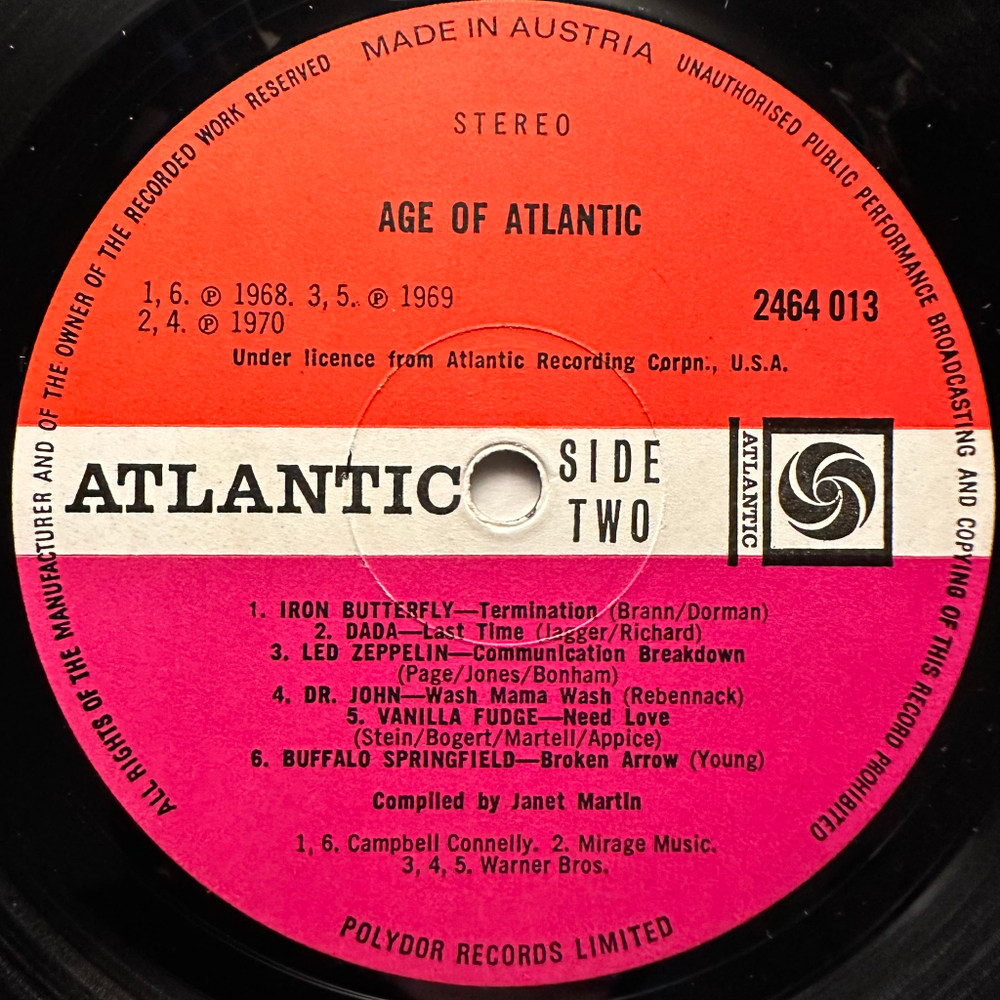 MADE IN AUSTRIA
ALL RIGHTS OF THE MANUFACTURER AND OF THE OWNER OF THE RECORDED WORK RESERVED
UNAUTHORISED PUBLIC PERFORMANCE BROADCASTING AND COPYING OF THIS RECORD PROHIBITED
STEREO
AGE OF ATLANTIC
1, 6. ℗ 1968. 3, 5. ℗ 1969
2, 4. ℗ 1970
2464 013
Under licence from Atlantic Recording Corpn., U.S.A.
ATLANTIC
SIDE
TWO
ATLANTIC
1. IRON BUTTERFLY—Termination (Brann/Dorman)
2. DADA—Last Time (Jagger/Richard)
3. LED ZEPPELIN—Communication Breakdown
(Page/Jones/Bonham)
4. DR. JOHN—Wash Mama Wash (Rebennack)
5. VANILLA FUDGE—Need Love
(Stein/Bogert/Martell/Appice)
6. BUFFALO SPRINGFIELD—Broken Arrow (Young)
Compiled by Janet Martin
1, 6. Campbell Connelly. 2. Mirage Music.
3, 4, 5. Warner Bros.
POLYDOR RECORDS LIMITED